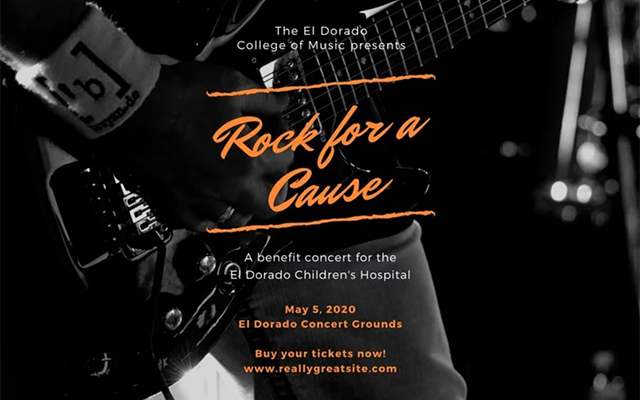 The El Dorado
College of Music presents
Rock for a
Cause
A benefit concert for the
El Dorado Children's Hospital
May 5, 2020
El Dorado Concert Grounds
Buy your tickets now!
www.reallygreatsite.com